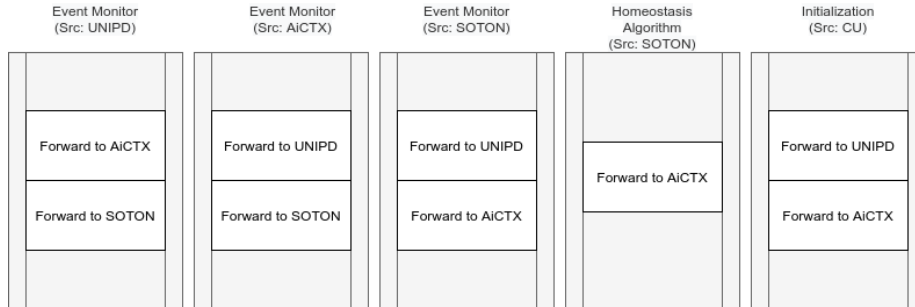 Event Monitor
(Src: UNIPD)
Event Monitor
(Src: AiCTX)
Event Monitor
(Src: SOTON)
Homeostasis
Algorithm
(Src: SOTON)
Initialization
(Src: CU)
Forward to AiCTX
Forward to SOTON
Forward to UNIPD
Forward to SOTON
Forward to UNIPD
Forward to AiCTX
Forward to AiCTX
Forward to UNIPD
Forward to AiCTX